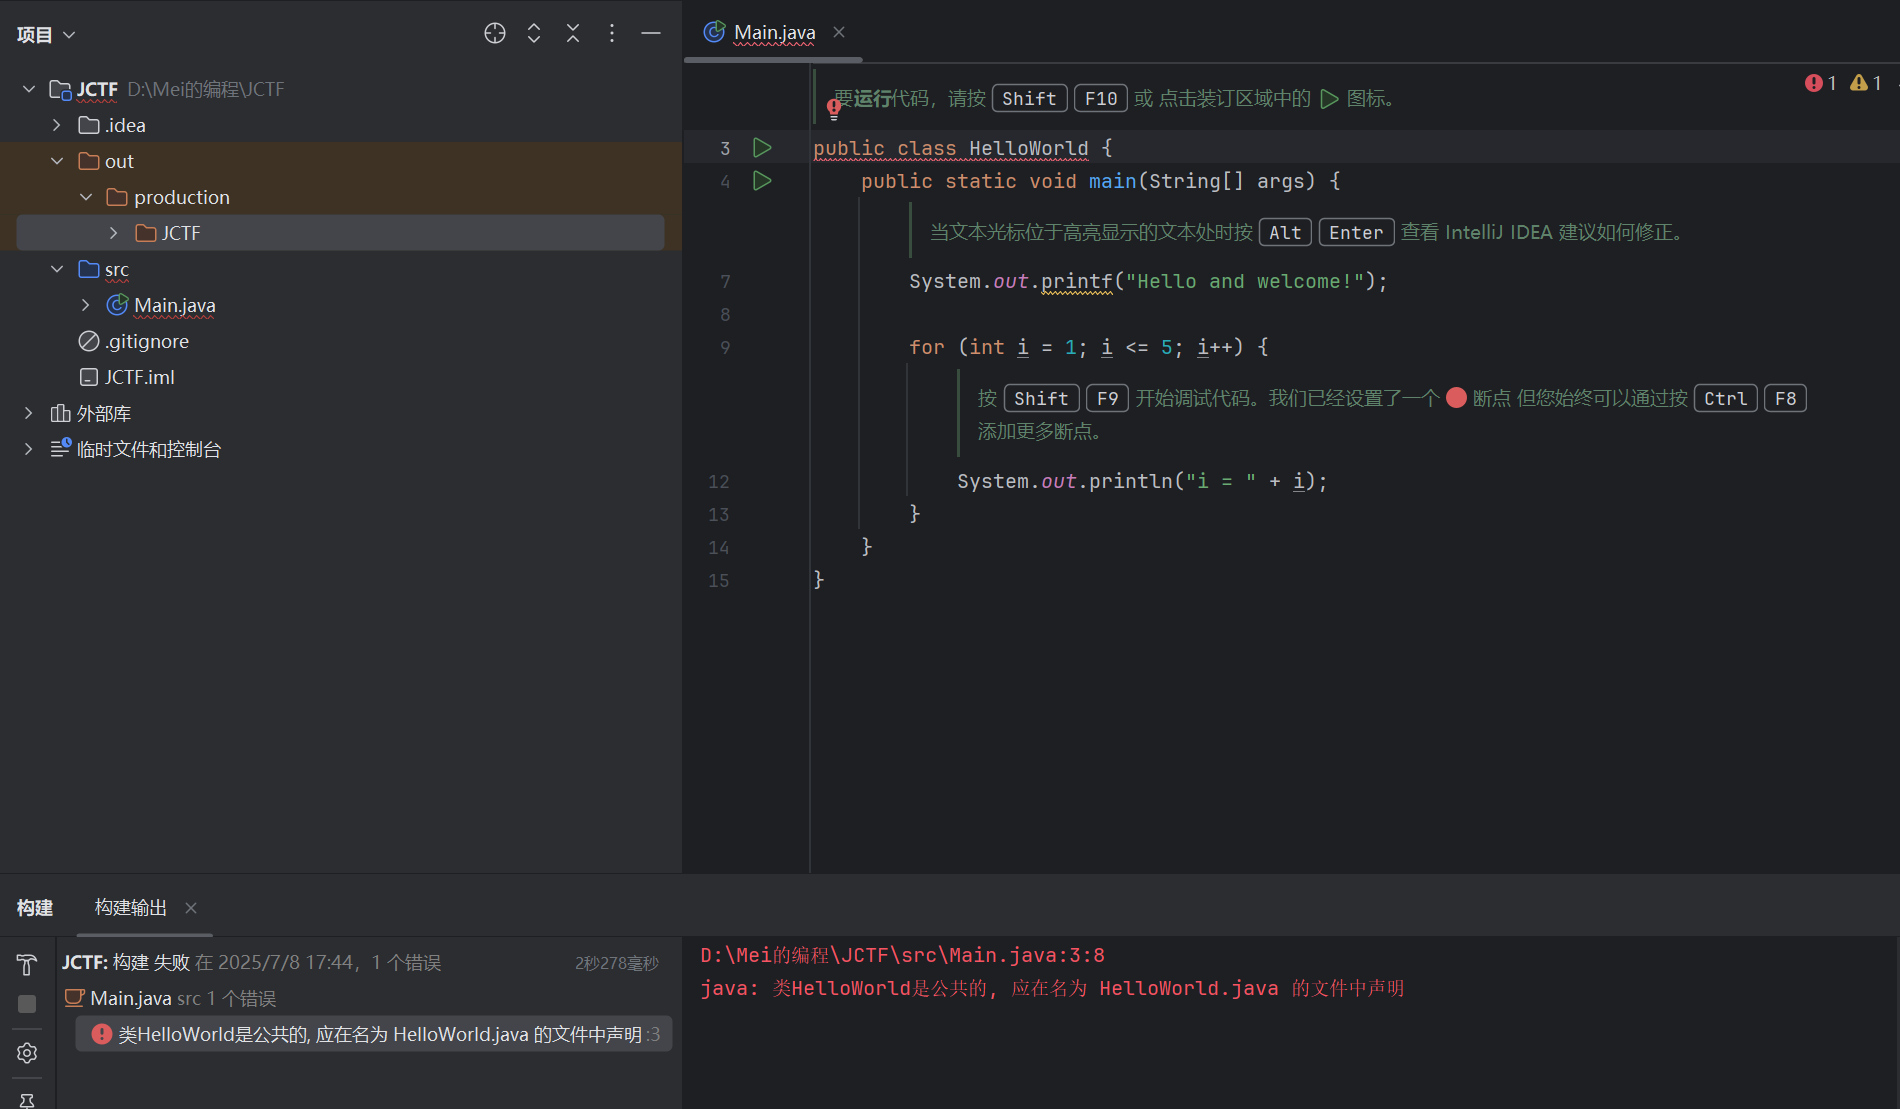 项目
JCTF D:\Mei的编程\JCTF
.idea
out
production
JCTF
src
Main.java
.gitignore
JCTF.iml
外部库
临时文件和控制台
Main.java
1 1
要运行代码，请按 Shift F10 或 点击装订区域中的 图标。
3 public class HelloWorld {
4 public static void main(String[] args) {
当文本光标位于高亮显示的文本处时按 Alt Enter 查看 IntelliJ IDEA 建议如何修正。
7 System.out.printf("Hello and welcome!");
8
9 for (int i = 1; i <= 5; i++) {
按 Shift F9 开始调试代码。我们已经设置了一个 断点 但您始终可以通过按 Ctrl F8
添加更多断点。
12 System.out.println("i = " + i);
13 }
14 }
15 }
构建 构建输出
JCTF: 构建 失败 在 2025/7/8 17:44，1 个错误 2秒278毫秒
Main.java src 1 个错误
类HelloWorld是公共的, 应在名为 HelloWorld.java 的文件中声明 :3
D:\Mei的编程\JCTF\src\Main.java:3:8
java: 类HelloWorld是公共的, 应在名为 HelloWorld.java 的文件中声明